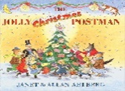 THE
JOLLY Christmas POSTMAN
JANET & ALLAN AHLBERG